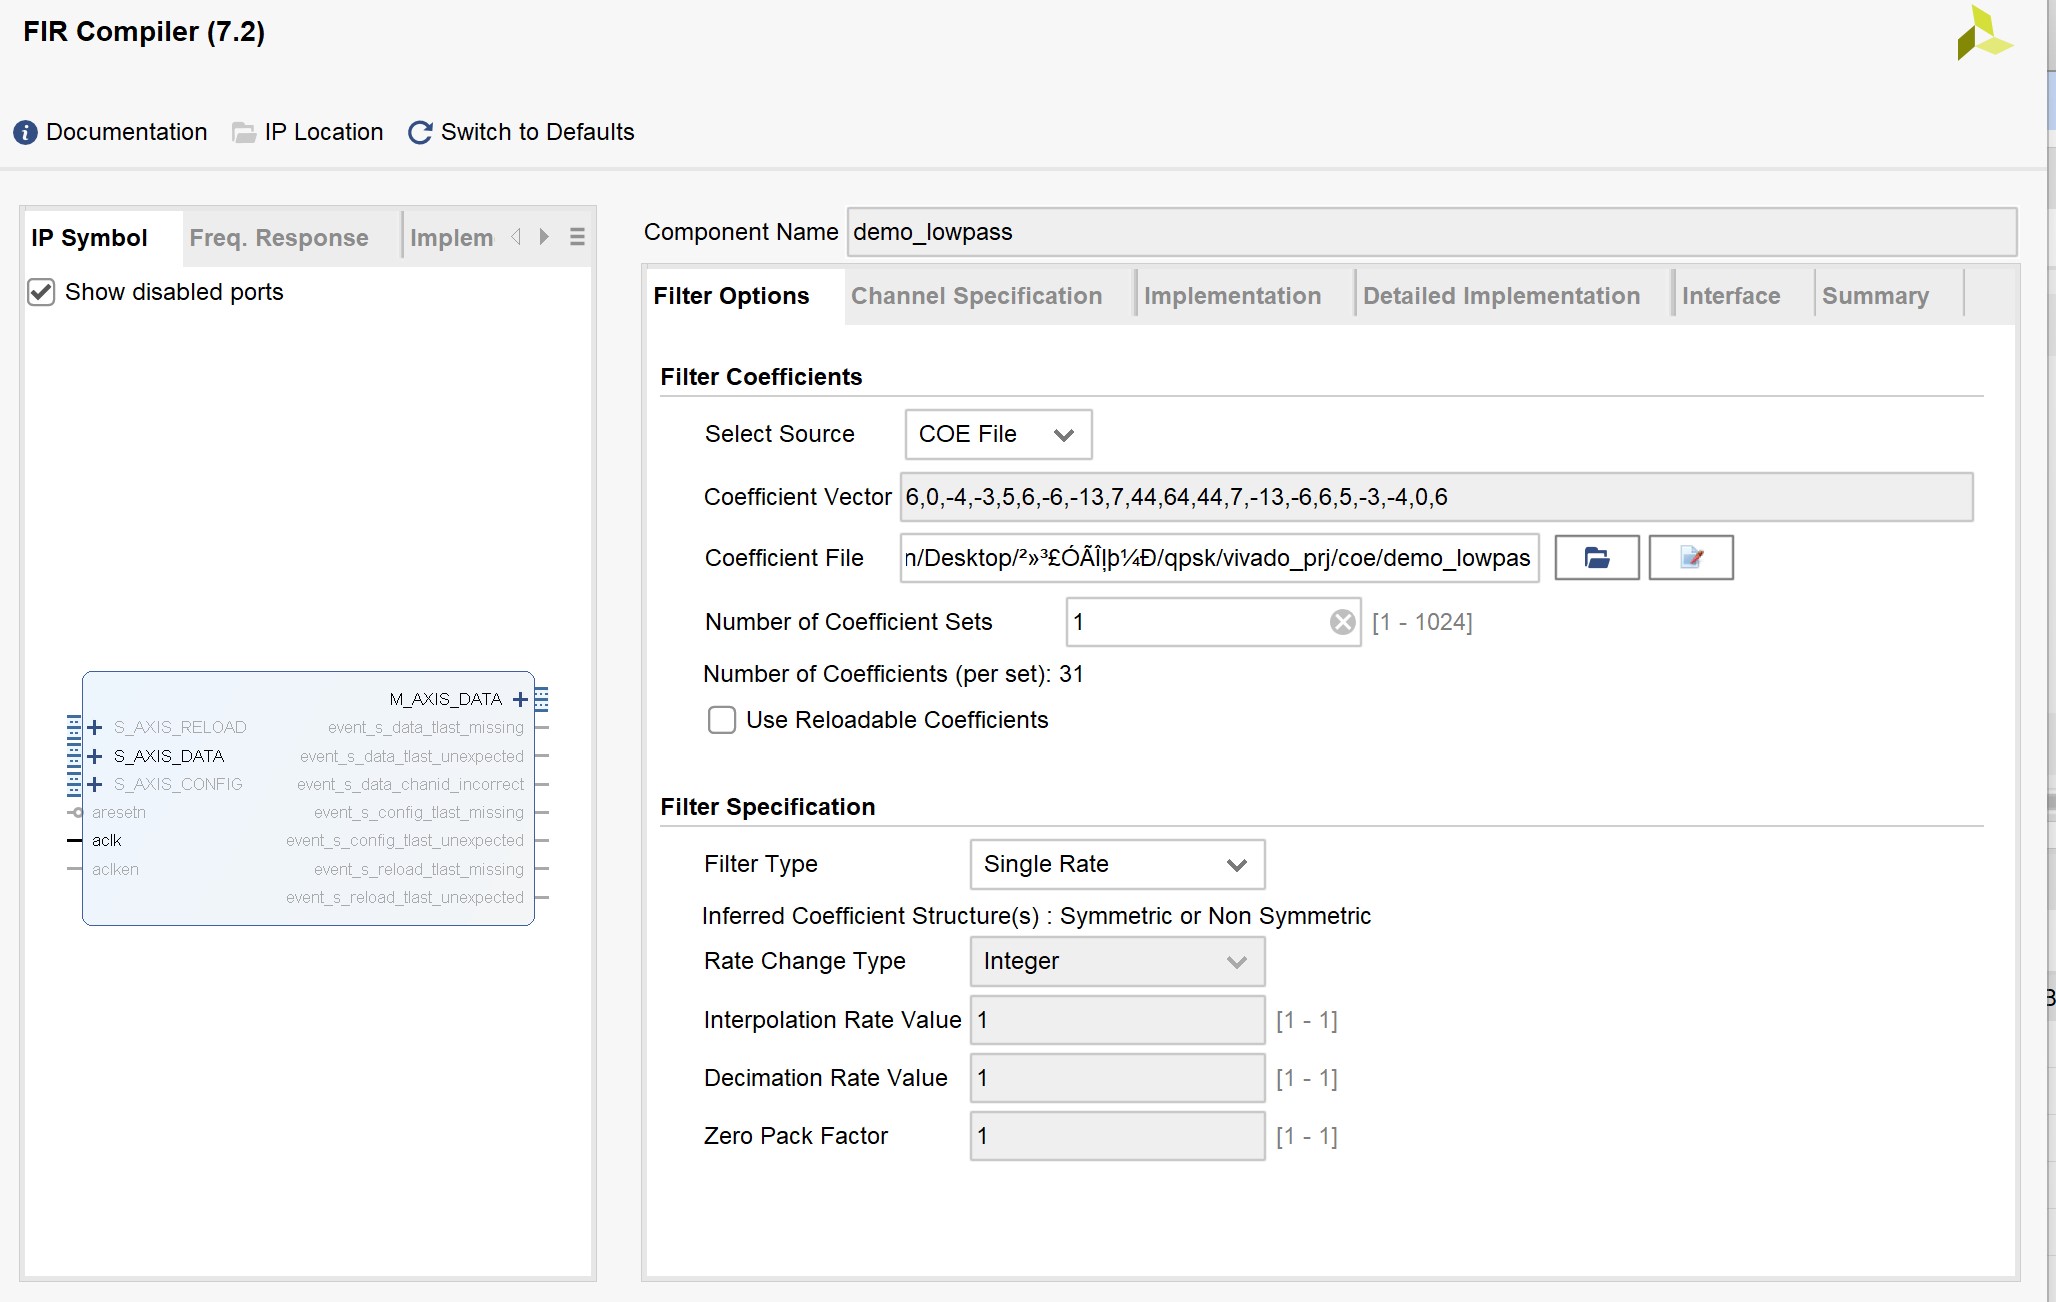 FIR Compiler (7.2)
Documentation IP Location Switch to Defaults
IP Symbol Freq. Response Implem
Show disabled ports
M_AXIS_DATA
S_AXIS_RELOAD event_s_data_tlast_missing
S_AXIS_DATA event_s_data_tlast_unexpected
S_AXIS_CONFIG event_s_data_chanid_incorrect
aresetn event_s_config_tlast_missing
aclk event_s_config_tlast_unexpected
aclken event_s_reload_tlast_missing
event_s_reload_tlast_unexpected
Component Name demo_lowpass
Filter Options Channel Specification Implementation Detailed Implementation Interface Summary
Filter Coefficients
Select Source COE File
Coefficient Vector 6,0,-4,-3,5,6,-6,-13,7,44,64,44,7,-13,-6,6,5,-3,-4,0,6
Coefficient File n/Desktop/²»³£ÓÃÎļþ¼Ð/qpsk/vivado_prj/coe/demo_lowpas
Number of Coefficient Sets 1 [1 - 1024]
Number of Coefficients (per set): 31
Use Reloadable Coefficients
Filter Specification
Filter Type Single Rate
Inferred Coefficient Structure(s) : Symmetric or Non Symmetric
Rate Change Type Integer
Interpolation Rate Value 1 [1 - 1]
Decimation Rate Value 1 [1 - 1]
Zero Pack Factor 1 [1 - 1]